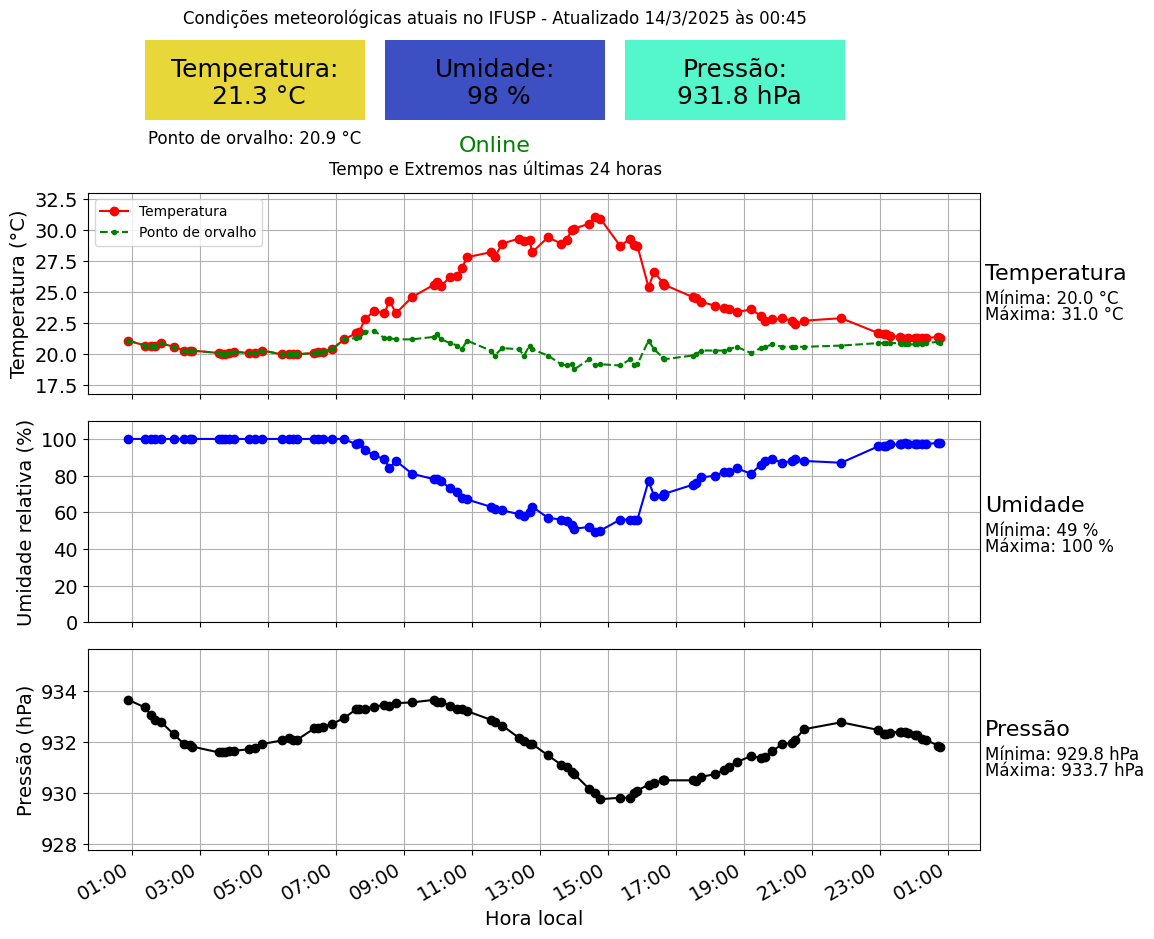 Condições meteorológicas atuais no IFUSP - Atualizado 14/3/2025 às 00:45
Temperatura:
21.3 °C
Umidade:
98 %
Pressão:
931.8 hPa
Ponto de orvalho: 20.9 °C
Online
Tempo e Extremos nas últimas 24 horas
Temperatura (°C)
32.5
30.0
27.5
25.0
22.5
20.0
17.5
Temperatura
Ponto de orvalho
Temperatura
Mínima: 20.0 °C
Máxima: 31.0 °C
Umidade relativa (%)
100
80
60
40
20
0
Umidade
Mínima: 49 %
Máxima: 100 %
Pressão (hPa)
934
932
930
928
Pressão
Mínima: 929.8 hPa
Máxima: 933.7 hPa
01:00 03:00 05:00 07:00 09:00 11:00 13:00 15:00 17:00 19:00 21:00 23:00 01:00
Hora local